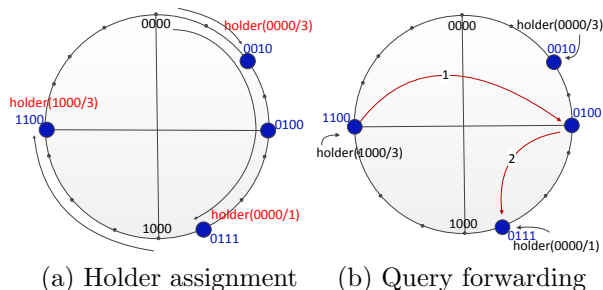 0000
holder(0000/3)
0010
holder(1000/3)
1100
0100
holder(0000/1)
1000
0111
(a) Holder assignment
0000
holder(0000/3)
0010
1
1100
0100
holder(1000/3)
2
1000
0111
holder(0000/1)
(b) Query forwarding